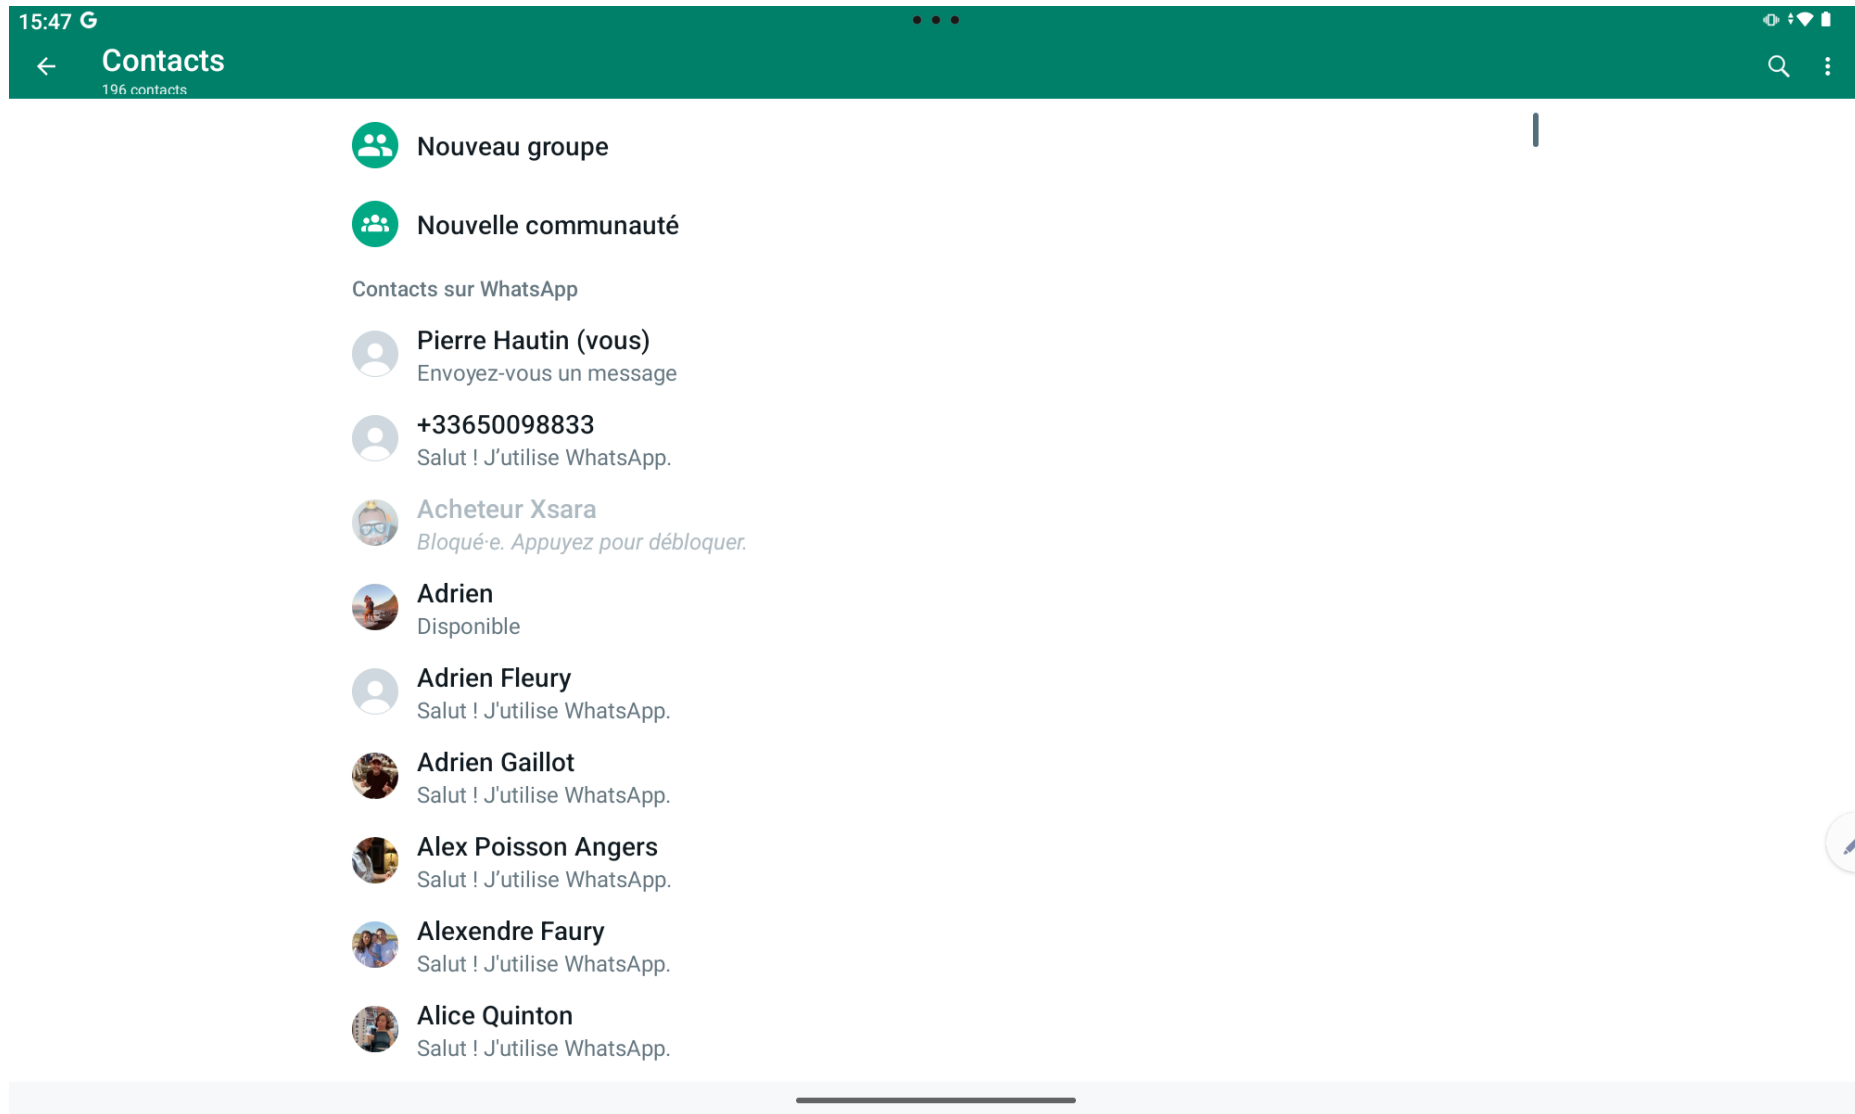 15:47 G
Contacts
196 contacts
Nouveau groupe
Nouvelle communauté
Contacts sur WhatsApp
Pierre Hautin (vous)
Envoyez-vous un message
+33650098833
Salut ! J’utilise WhatsApp.
Acheteur Xsara
Bloqué·e. Appuyez pour débloquer.
Adrien
Disponible
Adrien Fleury
Salut ! J'utilise WhatsApp.
Adrien Gaillot
Salut ! J'utilise WhatsApp.
Alex Poisson Angers
Salut ! J’utilise WhatsApp.
Alexendre Faury
Salut ! J'utilise WhatsApp.
Alice Quinton
Salut ! J'utilise WhatsApp.